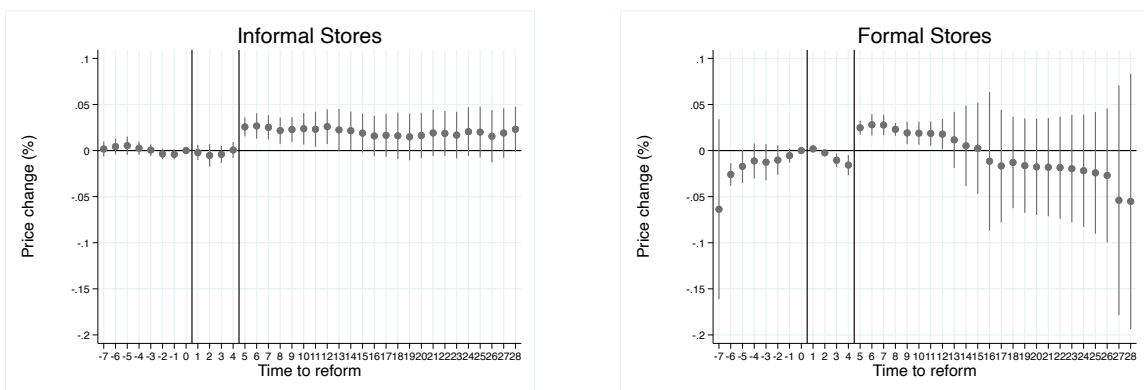 Informal Stores
.1
.05
0
-.05
-.1
-.15
-.2
Price change (%)
-7 -6 -5 -4 -3 -2 -1 0 1 2 3 4 5 6 7 8 9 10 11 12 13 14 15 16 17 18 19 20 21 22 23 24 25 26 27 28
Time to reform
Formal Stores
.1
.05
0
-.05
-.1
-.15
-.2
Price change (%)
-7 -6 -5 -4 -3 -2 -1 0 1 2 3 4 5 6 7 8 9 10 11 12 13 14 15 16 17 18 19 20 21 22 23 24 25 26 27 28
Time to reform